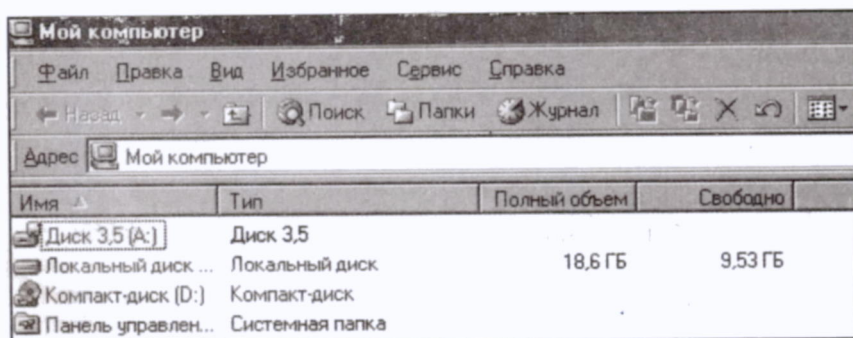 Мой компьютер
Файл Правка Вид Избранное Сервис Справка
Назад Поиск Папки Журнал
Адрес Мой компьютер
Имя Тип Полный объем Свободно
Диск 3,5 (A:) Диск 3,5
Локальный диск ... Локальный диск 18,6 ГБ 9,53 ГБ
Компакт-диск (D:) Компакт-диск
Панель управлен... Системная папка